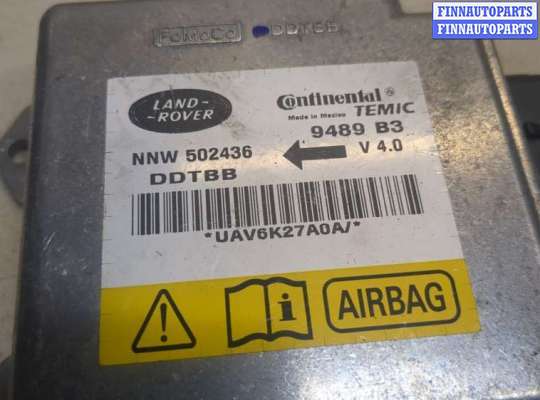 FINNAUTOPARTS
FINNAUTOPARTS
FoMoCo DDTBB
LAND-
-ROVER
Continental
Made in Mexico TEMIC
9489 B3
NNW 502436 V 4.0
DDTBB
*UAV6K27A0A/*
i AIRBAG